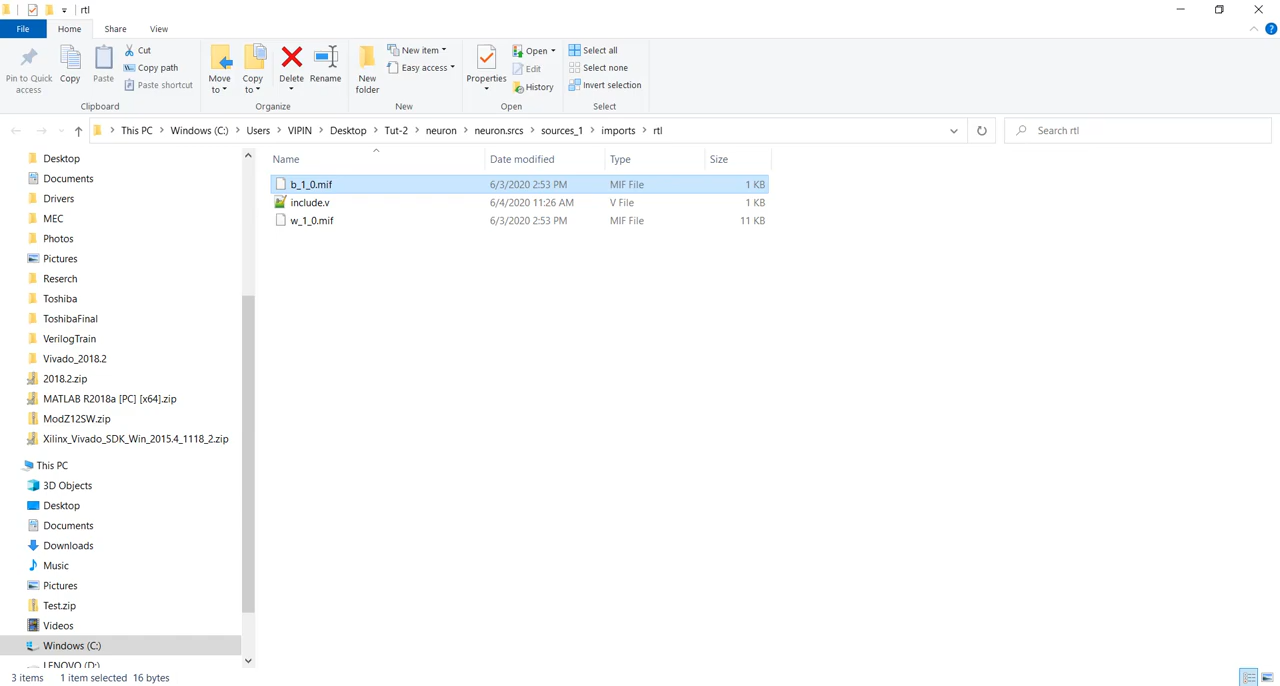 rtl
File Home Share View
Pin to Quick access
Copy
Paste
Cut
Copy path
Paste shortcut
Clipboard
Move to
Copy to
Delete
Rename
Organize
New folder
New item
Easy access
New
Properties
Open
Edit
History
Open
Select all
Select none
Invert selection
Select
This PC > Windows (C:) > Users > VIPIN > Desktop > Tut-2 > neuron > neuron.srcs > sources_1 > imports > rtl
Search rtl
Desktop
Documents
Drivers
MEC
Photos
Pictures
Reserch
Toshiba
ToshibaFinal
VerilogTrain
Vivado_2018.2
2018.2.zip
MATLAB R2018a [PC] [x64].zip
ModZ12SW.zip
Xilinx_Vivado_SDK_Win_2015.4_1118_2.zip
This PC
3D Objects
Desktop
Documents
Downloads
Music
Pictures
Test.zip
Videos
Windows (C:)
LENOVO (D:)
Name Date modified Type Size
b_1_0.mif 6/3/2020 2:53 PM MIF File 1 KB
include.v 6/4/2020 11:26 AM V File 1 KB
w_1_0.mif 6/3/2020 2:53 PM MIF File 11 KB
3 items 1 item selected 16 bytes